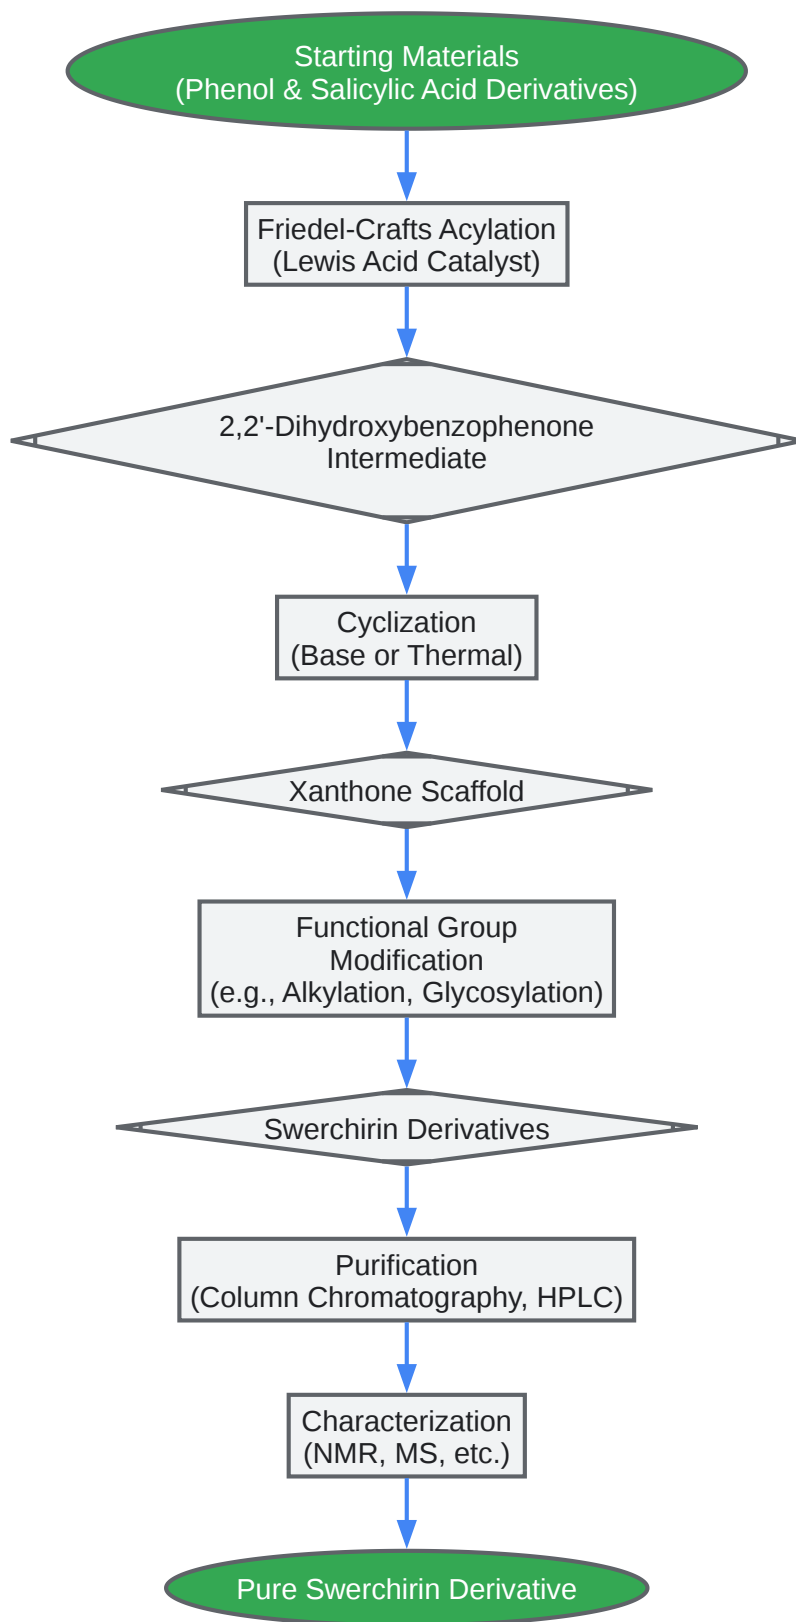 Starting Materials
(Phenol & Salicylic Acid Derivatives)
Friedel-Crafts Acylation
(Lewis Acid Catalyst)
2,2'-Dihydroxybenzophenone
Intermediate
Cyclization
(Base or Thermal)
Xanthone Scaffold
Functional Group
Modification
(e.g., Alkylation, Glycosylation)
Swerchirin Derivatives
Purification
(Column Chromatography, HPLC)
Characterization
(NMR, MS, etc.)
Pure Swerchirin Derivative